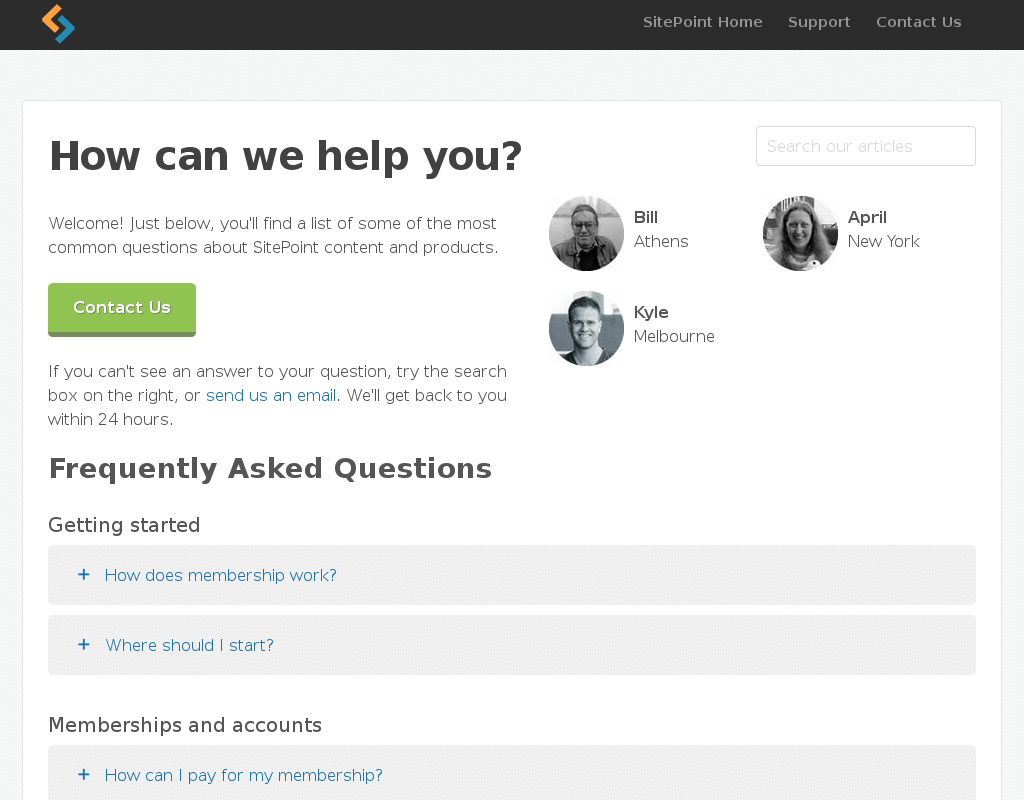 SitePoint Home Support Contact Us
How can we help you?
Search our articles
Welcome! Just below, you'll find a list of some of the most
common questions about SitePoint content and products.
Contact Us
If you can't see an answer to your question, try the search
box on the right, or send us an email. We'll get back to you
within 24 hours.
Bill
Athens
April
New York
Kyle
Melbourne
Frequently Asked Questions
Getting started
+ How does membership work?
+ Where should I start?
Memberships and accounts
+ How can I pay for my membership?